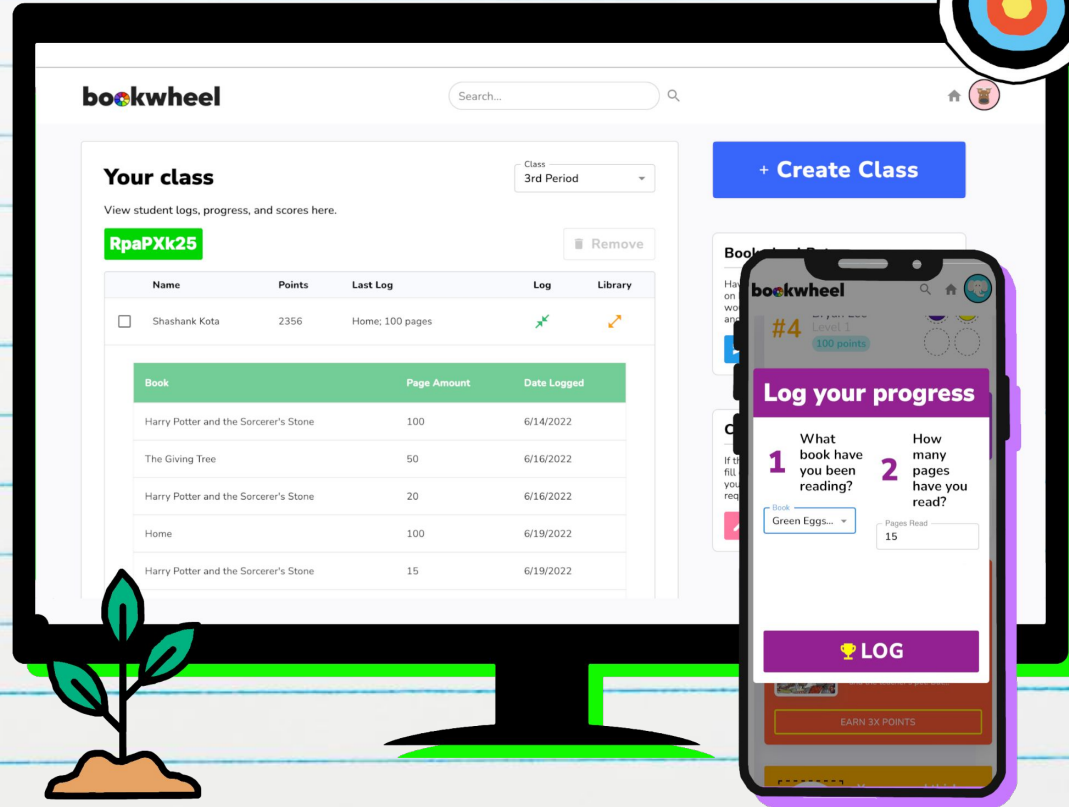 bookwheel
Search...
Your class
Class
3rd Period
+ Create Class
View student logs, progress, and scores here.
RpaPXk25
Remove
Name Points Last Log Log Library
Shashank Kota 2356 Home; 100 pages
Book Page Amount Date Logged
Harry Potter and the Sorcerer's Stone 100 6/14/2022
The Giving Tree 50 6/16/2022
Harry Potter and the Sorcerer's Stone 20 6/16/2022
Home 100 6/19/2022
Harry Potter and the Sorcerer's Stone 15 6/19/2022
bookwheel
#4
Level 1
100 points
Log your progress
1 What
book have
you been
reading?
2 How
many
pages
have you
read?
Book
Green Eggs...
Pages Read
15
LOG
EARN 3X POINTS